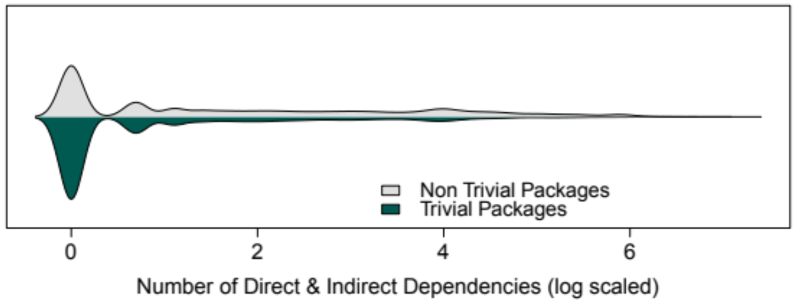 Non Trivial Packages
Trivial Packages
0 2 4 6
Number of Direct & Indirect Dependencies (log scaled)